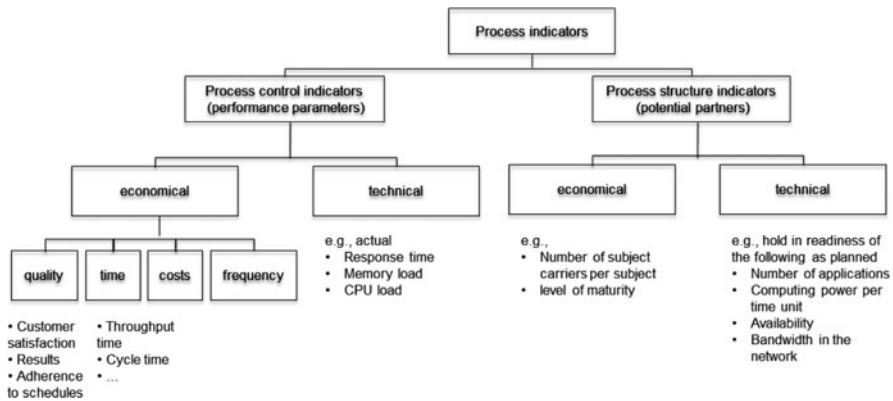 Process indicators
Process control indicators
(performance parameters)
Process structure indicators
(potential partners)
economical
technical
economical
technical
quality
time
costs
frequency
• Customer
satisfaction
• Results
• Adherence
to schedules
• Throughput
time
• Cycle time
• ...
e.g., actual
• Response time
• Memory load
• CPU load
e.g.,
• Number of subject
carriers per subject
• level of maturity
e.g., hold in readiness of
the following as planned
• Number of applications
• Computing power per
time unit
• Availability
• Bandwidth in the
network